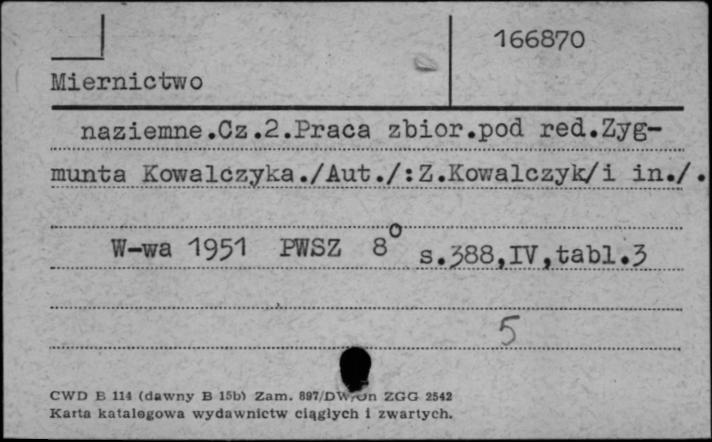 166870
Miernictwo
naziemne.Cz.2.Praca zbior.pod red.Zyg-
munta Kowalczyka./Aut./:Z.Kowalczyk/i in./.
W-wa 1951 PWSZ 8° s.388,IV,tabl.3
5
CWD B 114 (dawny B 15b) Zam. 897/DW/Un ZGG 2542
Karta katalogowa wydawnictw ciągłych i zwartych.